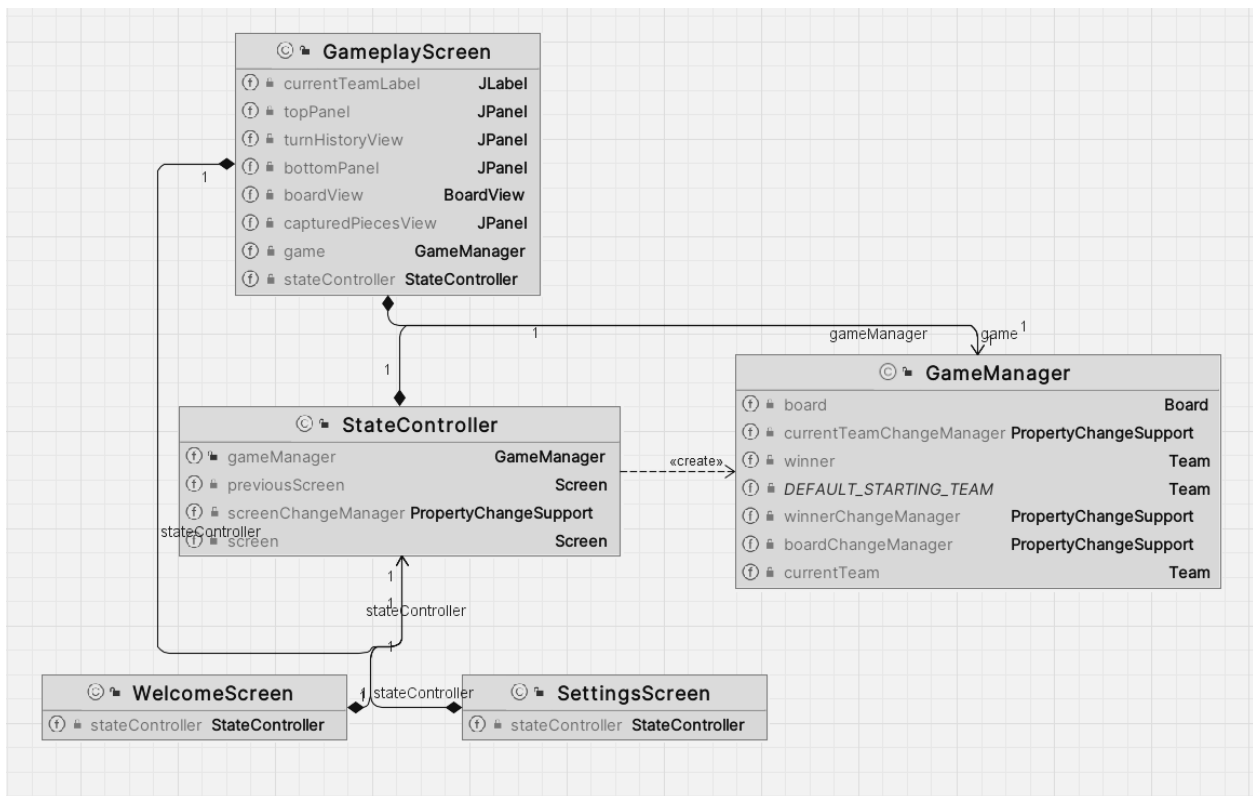 GameplayScreen
currentTeamLabel JLabel
topPanel JPanel
turnHistoryView JPanel
bottomPanel JPanel
boardView BoardView
capturedPiecesView JPanel
game GameManager
stateController StateController
1
1
gameManager
game
1
1
1
GameManager
board Board
currentTeamChangeManager PropertyChangeSupport
winner Team
DEFAULT_STARTING_TEAM Team
winnerChangeManager PropertyChangeSupport
boardChangeManager PropertyChangeSupport
currentTeam Team
StateController
gameManager GameManager
previousScreen Screen
screenChangeManager PropertyChangeSupport
screen Screen
«create»
stateController
1
1
stateController
1
WelcomeScreen
stateController StateController
1
stateController
SettingsScreen
stateController StateController